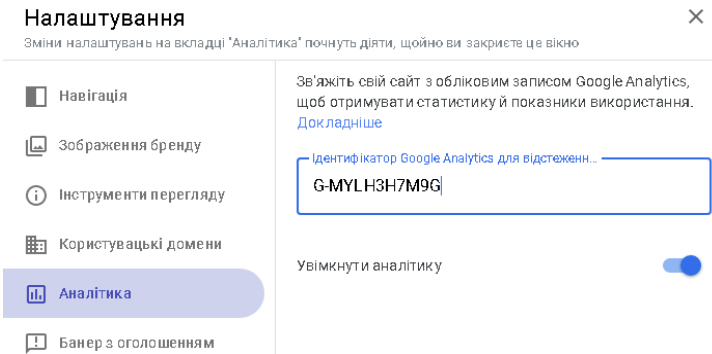 Налаштування
Зміни налаштувань на вкладці "Аналітика" почнуть діяти, щойно ви закриєте це вікно
Навігація
Зображення бренду
Інструменти перегляду
Користувацькі домени
Аналітика
Банер з оголошенням
Зв'яжіть свій сайт з обліковим записом Google Analytics,
щоб отримувати статистику й показники використання.
Докладніше
Ідентифікатор Google Analytics для відстеженн...
G-MYLH3H7M9G
Увімкнути аналітику